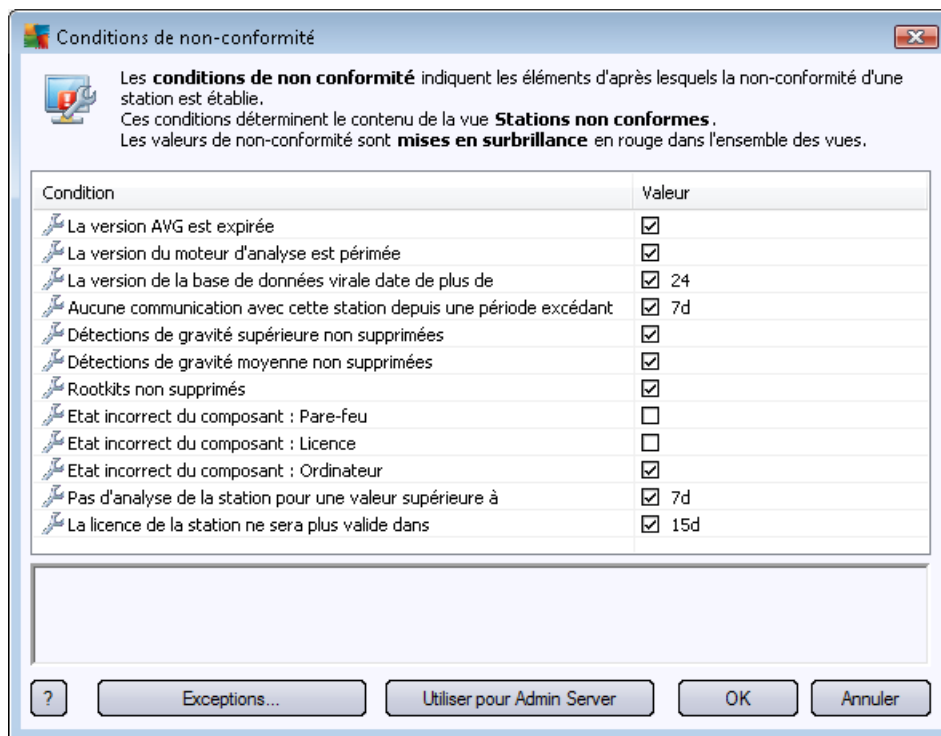 Conditions de non-conformité
Les conditions de non conformité indiquent les éléments d'après lesquels la non-conformité d'une
station est établie.
Ces conditions déterminent le contenu de la vue Stations non conformes.
Les valeurs de non-conformité sont mises en surbrillance en rouge dans l'ensemble des vues.
Condition Valeur
La version AVG est expirée
La version du moteur d'analyse est périmée
La version de la base de données virale date de plus de 24
Aucune communication avec cette station depuis une période excédant 7d
Détections de gravité supérieure non supprimées
Détections de gravité moyenne non supprimées
Rootkits non supprimés
Etat incorrect du composant : Pare-feu
Etat incorrect du composant : Licence
Etat incorrect du composant : Ordinateur
Pas d'analyse de la station pour une valeur supérieure à 7d
La licence de la station ne sera plus valide dans 15d
? Exceptions... Utiliser pour Admin Server OK Annuler